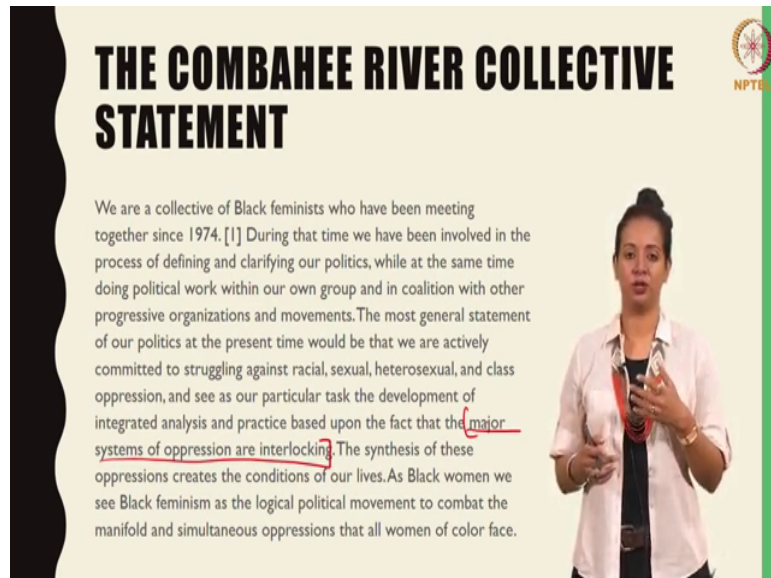 THE COMBAHEE RIVER COLLECTIVE
STATEMENT
NPTEL
We are a collective of Black feminists who have been meeting
together since 1974. [1] During that time we have been involved in the
process of defining and clarifying our politics, while at the same time
doing political work within our own group and in coalition with other
progressive organizations and movements. The most general statement
of our politics at the present time would be that we are actively
committed to struggling against racial, sexual, heterosexual, and class
oppression, and see as our particular task the development of
integrated analysis and practice based upon the fact that the major
systems of oppression are interlocking. The synthesis of these
oppressions creates the conditions of our lives. As Black women we
see Black feminism as the logical political movement to combat the
manifold and simultaneous oppressions that all women of color face.